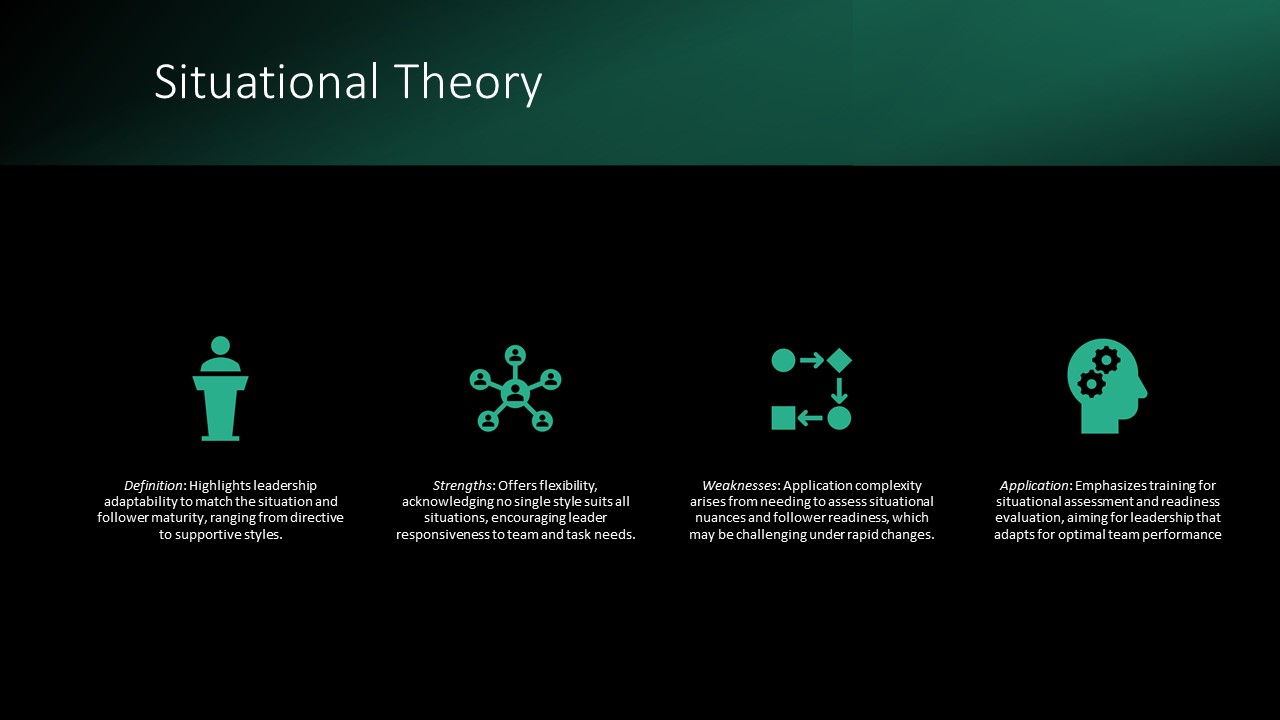 Situational Theory
Definition: Highlights leadership
adaptability to match the situation and
follower maturity, ranging from directive
to supportive styles.
Strengths: Offers flexibility,
acknowledging no single style suits all
situations, encouraging leader
responsiveness to team and task needs.
Weaknesses: Application complexity
arises from needing to assess situational
nuances and follower readiness, which
may be challenging under rapid changes.
Application: Emphasizes training for
situational assessment and readiness
evaluation, aiming for leadership that
adapts for optimal team performance